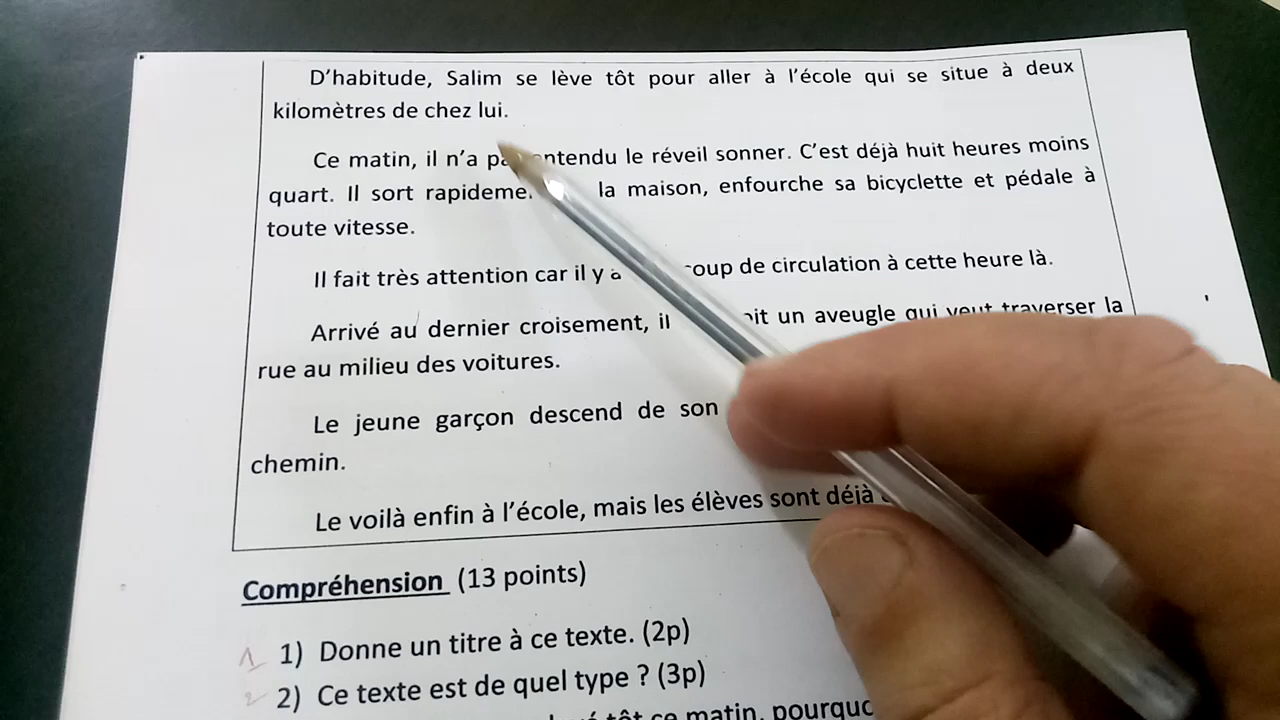 D'habitude, Salim se lève tôt pour aller à l'école qui se situe à deux
kilomètres de chez lui.
Ce matin, il n'a entendu le réveil sonner. C'est déjà huit heures moins
quart. Il sort la maison, enfourche sa bicyclette et pédale à
toute vitesse.
Il fait très attention car il y a de circulation à cette heure là.
Arrivé au dernier croisement, il un aveugle qui veut traverser la
rue au milieu des voitures.
Le jeune garçon descend de son
chemin.
Le voilà enfin à l'école, mais les élèves sont déjà
Compréhension (13 points)
1 1) Donne un titre à ce texte. (2p)
2 2) Ce texte est de quel type ? (3p)
tôt ce matin,